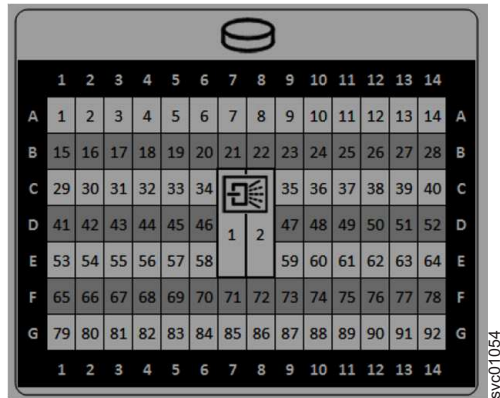 1 2 3 4 5 6 7 8 9 10 11 12 13 14
A 1 2 3 4 5 6 7 8 9 10 11 12 13 14 A
B 15 16 17 18 19 20 21 22 23 24 25 26 27 28 B
C 29 30 31 32 33 34 35 36 37 38 39 40 C
D 41 42 43 44 45 46 1 2 47 48 49 50 51 52 D
E 53 54 55 56 57 58 59 60 61 62 63 64 E
F 65 66 67 68 69 70 71 72 73 74 75 76 77 78 F
G 79 80 81 82 83 84 85 86 87 88 89 90 91 92 G
1 2 3 4 5 6 7 8 9 10 11 12 13 14
svc01054